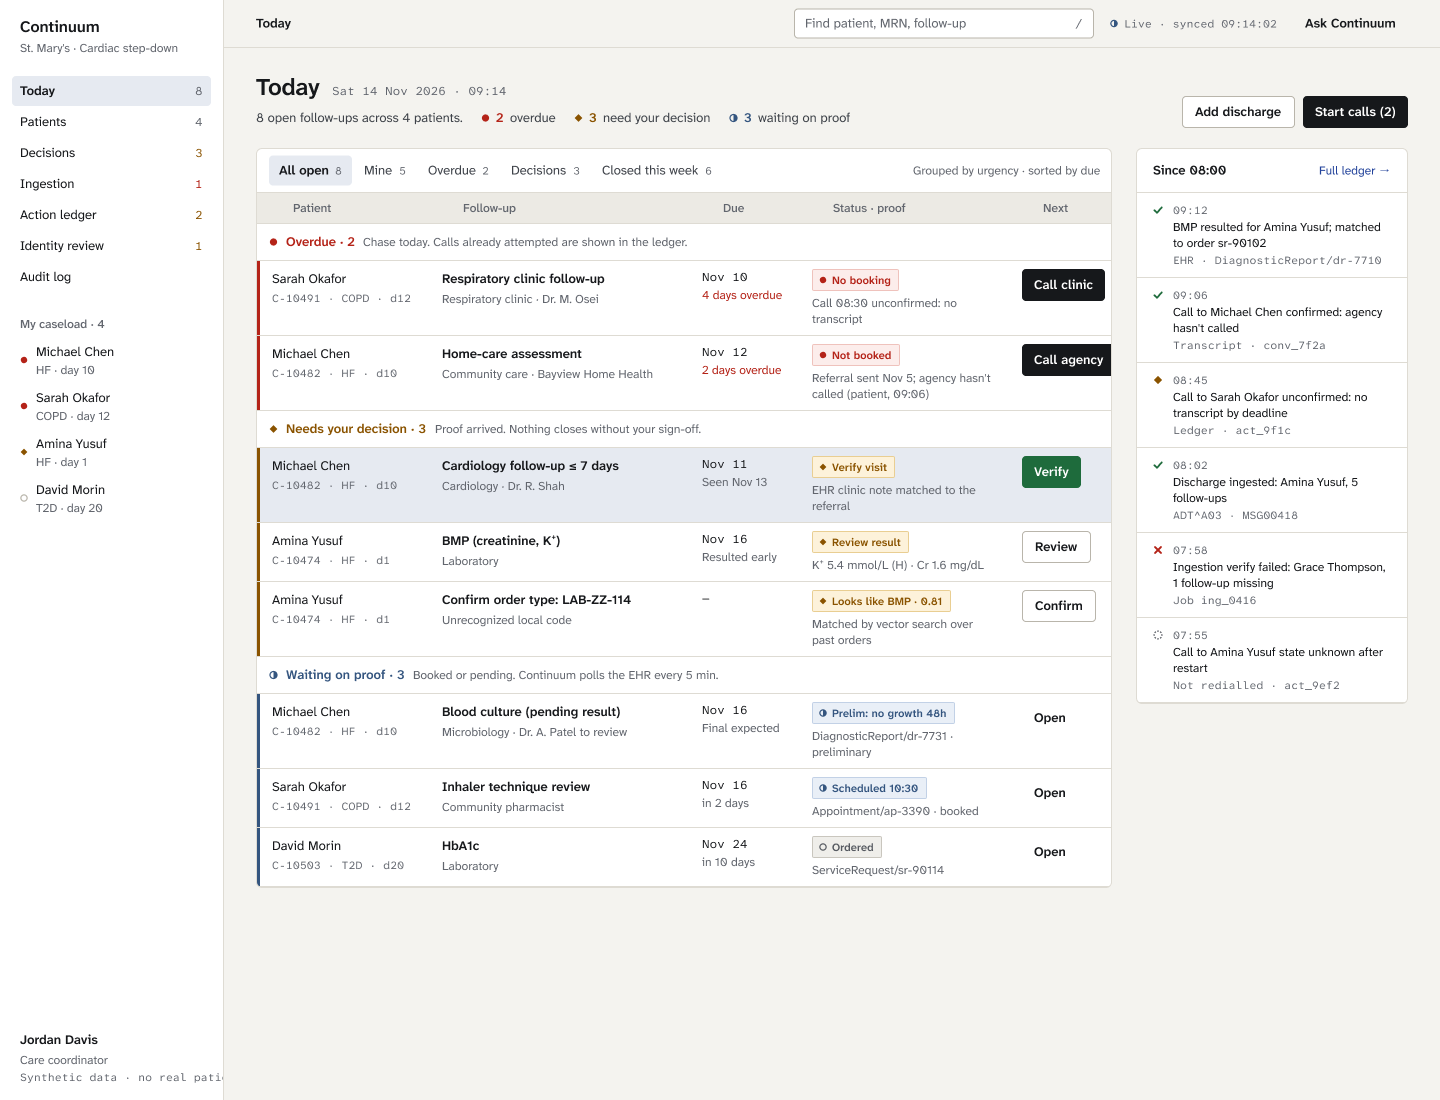 Continuum
St. Mary's · Cardiac step-down
Today 8
Patients 4
Decisions 3
Ingestion 1
Action ledger 2
Identity review 1
Audit log
My caseload · 4
Michael Chen
HF · day 10
Sarah Okafor
COPD · day 12
Amina Yusuf
HF · day 1
David Morin
T2D · day 20
Jordan Davis
Care coordinator
Synthetic data · no real pati
Today
Find patient, MRN, follow-up /
Live · synced 09:14:02
Ask Continuum
Today Sat 14 Nov 2026 · 09:14
8 open follow-ups across 4 patients. 2 overdue 3 need your decision 3 waiting on proof
Add discharge
Start calls (2)
All open 8 Mine 5 Overdue 2 Decisions 3 Closed this week 6
Grouped by urgency · sorted by due
Patient Follow-up Due Status · proof Next
Overdue · 2 Chase today. Calls already attempted are shown in the ledger.
Sarah Okafor
C-10491 · COPD · d12
Respiratory clinic follow-up
Respiratory clinic · Dr. M. Osei
Nov 10
4 days overdue
No booking
Call 08:30 unconfirmed: no
transcript
Call clinic
Michael Chen
C-10482 · HF · d10
Home-care assessment
Community care · Bayview Home Health
Nov 12
2 days overdue
Not booked
Referral sent Nov 5; agency hasn't
called (patient, 09:06)
Call agency
Needs your decision · 3 Proof arrived. Nothing closes without your sign-off.
Michael Chen
C-10482 · HF · d10
Cardiology follow-up ≤ 7 days
Cardiology · Dr. R. Shah
Nov 11
Seen Nov 13
Verify visit
EHR clinic note matched to the
referral
Verify
Amina Yusuf
C-10474 · HF · d1
BMP (creatinine, K⁺)
Laboratory
Nov 16
Resulted early
Review result
K⁺ 5.4 mmol/L (H) · Cr 1.6 mg/dL
Review
Amina Yusuf
C-10474 · HF · d1
Confirm order type: LAB-ZZ-114
Unrecognized local code
—
Looks like BMP · 0.81
Matched by vector search over
past orders
Confirm
Waiting on proof · 3 Booked or pending. Continuum polls the EHR every 5 min.
Michael Chen
C-10482 · HF · d10
Blood culture (pending result)
Microbiology · Dr. A. Patel to review
Nov 16
Final expected
Prelim: no growth 48h
DiagnosticReport/dr-7731 ·
preliminary
Open
Sarah Okafor
C-10491 · COPD · d12
Inhaler technique review
Community pharmacist
Nov 16
in 2 days
Scheduled 10:30
Appointment/ap-3390 · booked
Open
David Morin
C-10503 · T2D · d20
HbA1c
Laboratory
Nov 24
in 10 days
Ordered
ServiceRequest/sr-90114
Open
Since 08:00 Full ledger →
09:12
BMP resulted for Amina Yusuf; matched
to order sr-90102
EHR · DiagnosticReport/dr-7710
09:06
Call to Michael Chen confirmed: agency
hasn't called
Transcript · conv_7f2a
08:45
Call to Sarah Okafor unconfirmed: no
transcript by deadline
Ledger · act_9f1c
08:02
Discharge ingested: Amina Yusuf, 5
follow-ups
ADT^A03 · MSG00418
07:58
Ingestion verify failed: Grace Thompson,
1 follow-up missing
Job ing_0416
07:55
Call to Amina Yusuf state unknown after
restart
Not redialled · act_9ef2